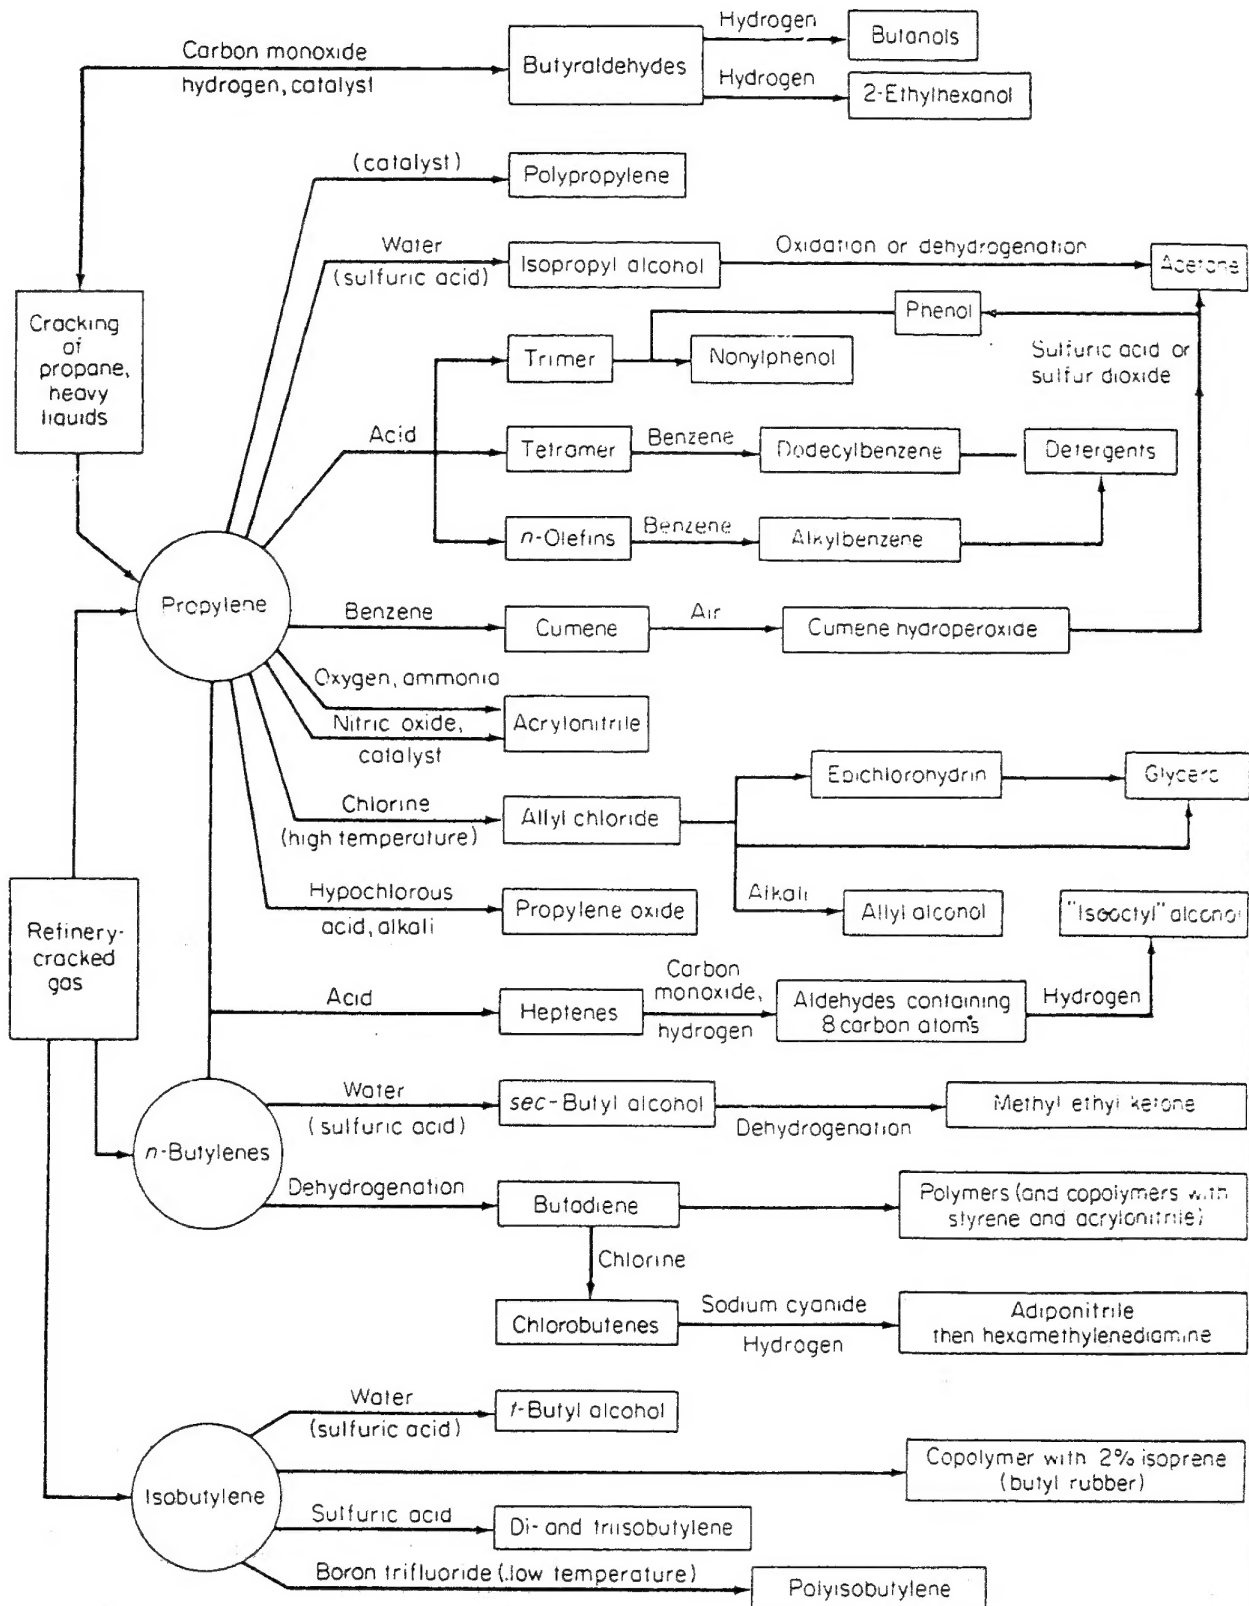 Carbon monoxide
hydrogen, catalyst
Butyraldehydes
Hydrogen
Butanols
Hydrogen
2-Ethylhexanol
(catalyst)
Polypropylene
Water
(sulfuric acid)
Isopropyl alcohol
Oxidation or dehydrogenation
Acetone
Cracking
of
propane,
heavy
liquids
Phenol
Trimer
Nonylphenol
Sulfuric acid or
sulfur dioxide
Acid
Tetramer
Benzene
Dodecylbenzene
Detergents
n-Olefins
Benzene
Alkylbenzene
Propylene
Benzene
Cumene
Air
Cumene hydroperoxide
Oxygen, ammonia
Nitric oxide,
catalyst
Acrylonitrile
Chlorine
(high temperature)
Allyl chloride
Epichlorohydrin
Glycerc
Hypochlorous
acid, alkali
Propylene oxide
Alkali
Allyl alconol
"Isooctyl" alcohol
Refinery-
cracked
gas
Acid
Heptenes
Carbon
monoxide,
hydrogen
Aldehydes containing
8 carbon atoms
Hydrogen
n-Butylenes
Water
(sulfuric acid)
sec-Butyl alcohol
Dehydrogenation
Methyl ethyl ketone
Dehydrogenation
Butadiene
Polymers (and copolymers with
styrene and acrylonitrile)
Chlorine
Chlorobutenes
Sodium cyanide
Hydrogen
Adiponitrile
then hexamethylenediamine
Isobutylene
Water
(sulfuric acid)
t-Butyl alcohol
Copolymer with 2% isoprene
(butyl rubber)
Sulfuric acid
Di- and triisobutylene
Boron trifluoride (.low temperature)
Polyisobutylene